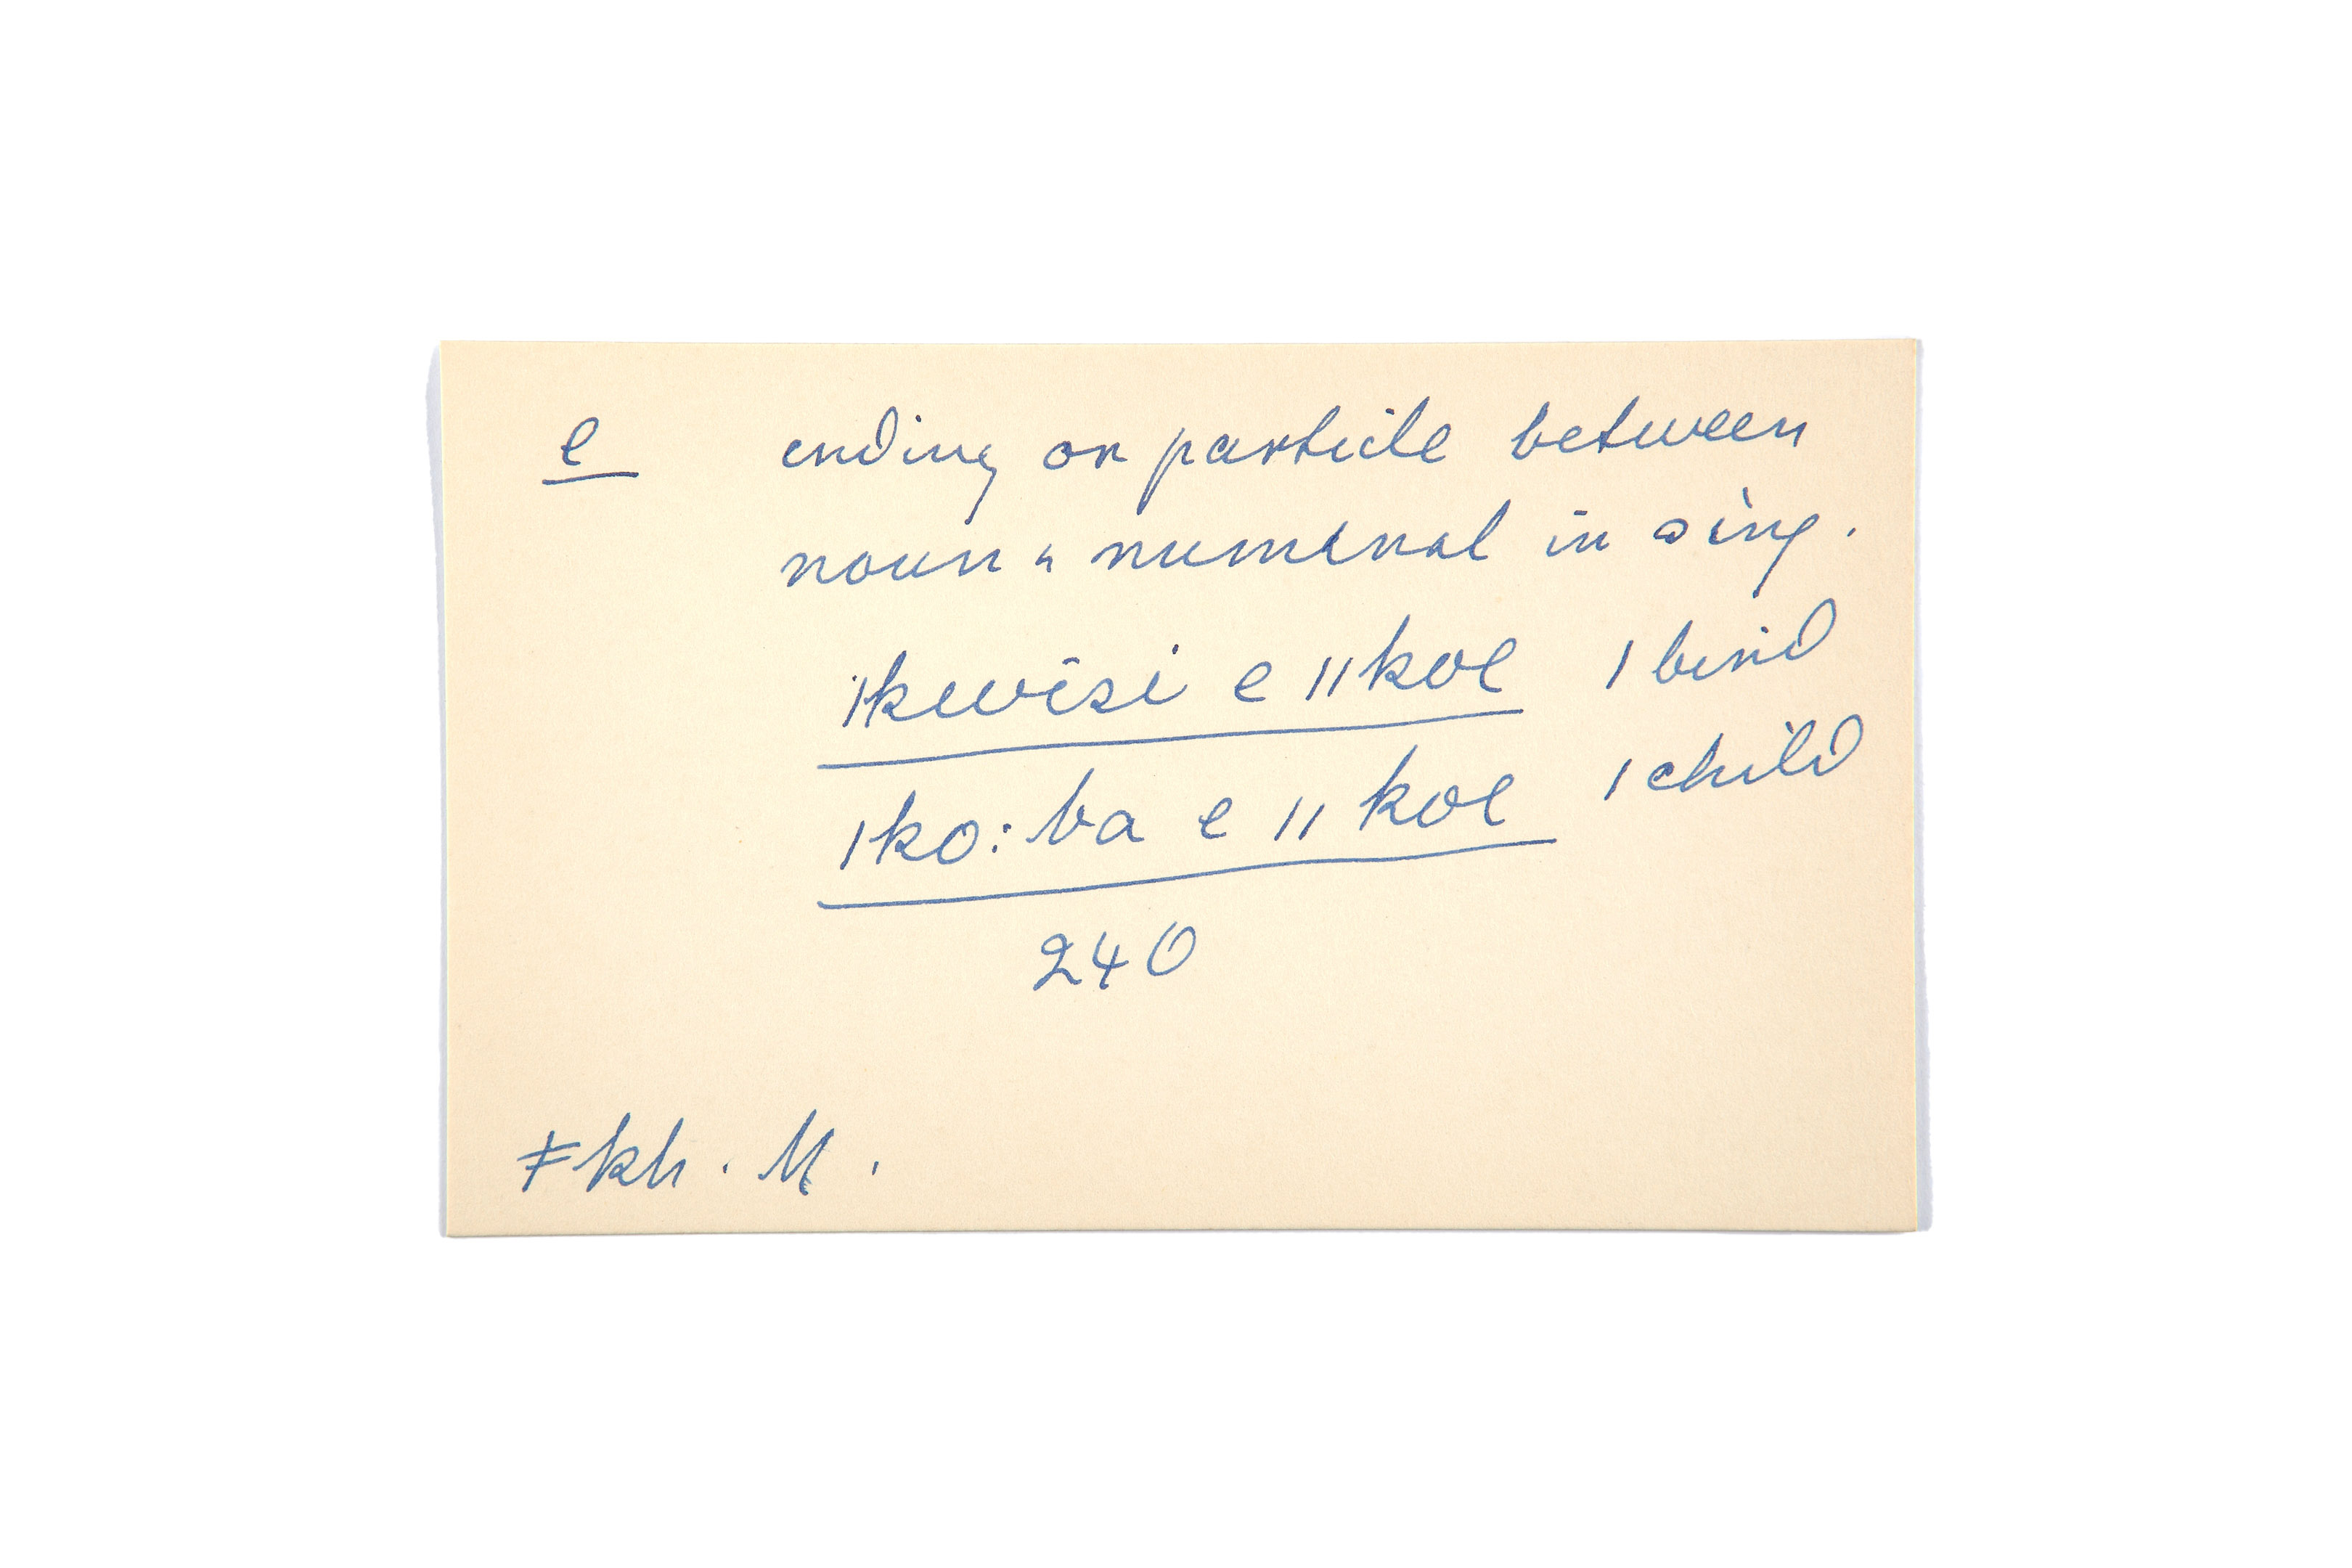 e ending or particle between
noun & numeral in sing.
ǀkwisi e ǁkoe 1 bird
ǀko:ba e ǁkoe 1 child
240
ǂkh. M.